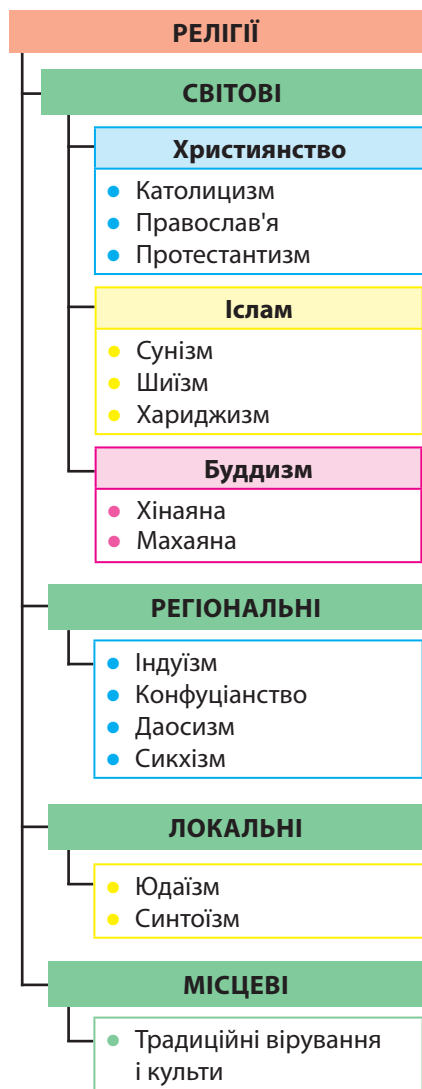 РЕЛІГІЇ
СВІТОВІ
Християнство
Католицизм
Православ'я
Протестантизм
Іслам
Сунізм
Шиїзм
Хариджизм
Буддизм
Хінаяна
Махаяна
РЕГІОНАЛЬНІ
Індуїзм
Конфуціанство
Даосизм
Сикхізм
ЛОКАЛЬНІ
Юдаїзм
Синтоїзм
МІСЦЕВІ
Традиційні вірування
і культи